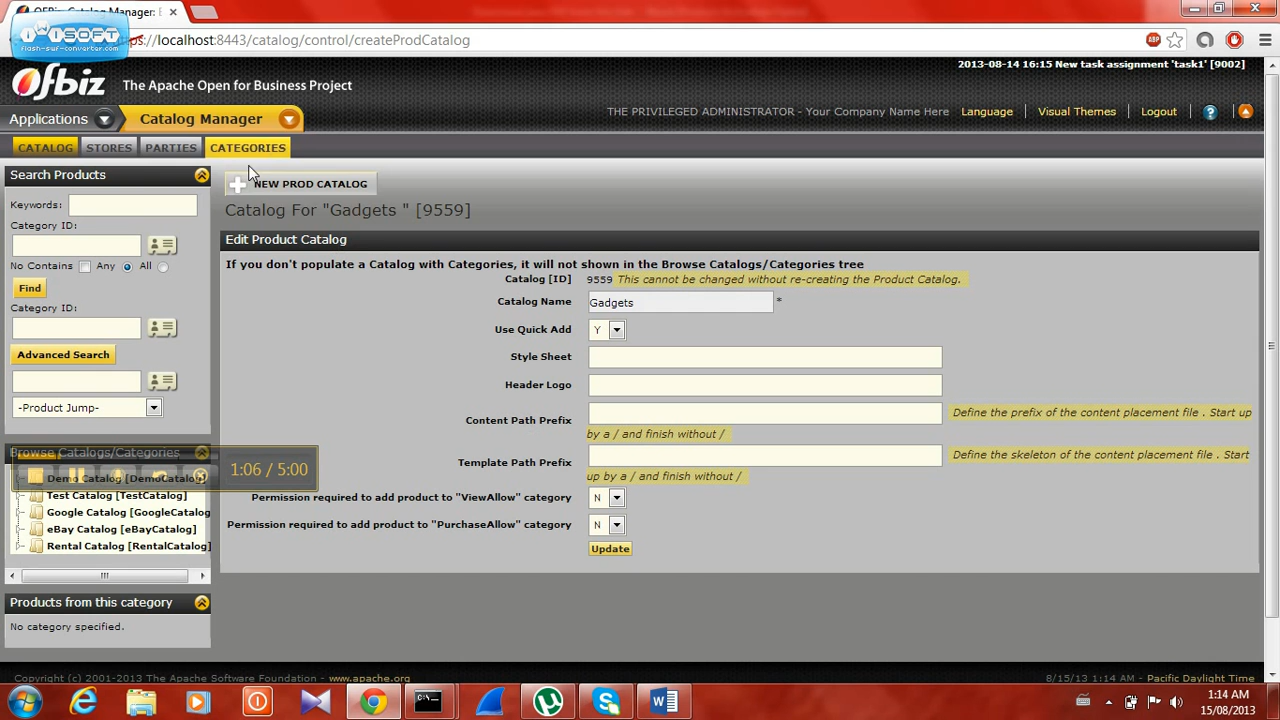 OFBiz Catalog Manager: E
iWiSOFT
flash-swf-converter.com
://localhost:8443/catalog/control/createProdCatalog
2013-08-14 16:15 New task assignment 'task1' [9002]
Ofbiz The Apache Open for Business Project
Applications Catalog Manager THE PRIVILEGED ADMINISTRATOR - Your Company Name Here Language Visual Themes Logout ?
CATALOG STORES PARTIES CATEGORIES
Search Products
Keywords:
Category ID:
No Contains Any All
Find
Category ID:
Advanced Search
-Product Jump-
Browse Catalogs/Categories
1:06 / 5:00
Demo Catalog [DemoCatalog]
Test Catalog [TestCatalog]
Google Catalog [GoogleCatalog
eBay Catalog [eBayCatalog]
Rental Catalog [RentalCatalog]
Products from this category
No category specified.
NEW PROD CATALOG
Catalog For "Gadgets " [9559]
Edit Product Catalog
If you don't populate a Catalog with Categories, it will not shown in the Browse Catalogs/Categories tree
Catalog [ID] 9559 This cannot be changed without re-creating the Product Catalog.
Catalog Name Gadgets *
Use Quick Add Y
Style Sheet
Header Logo
Content Path Prefix Define the prefix of the content placement file . Start up
by a / and finish without /
Template Path Prefix Define the skeleton of the content placement file . Start
up by a / and finish without /
Permission required to add product to "ViewAllow" category N
Permission required to add product to "PurchaseAllow" category N
Update
Copyright (c) 2001-2013 The Apache Software Foundation - www.apache.org 8/15/13 1:14 AM - Pacific Daylight Time
1:14 AM
15/08/2013